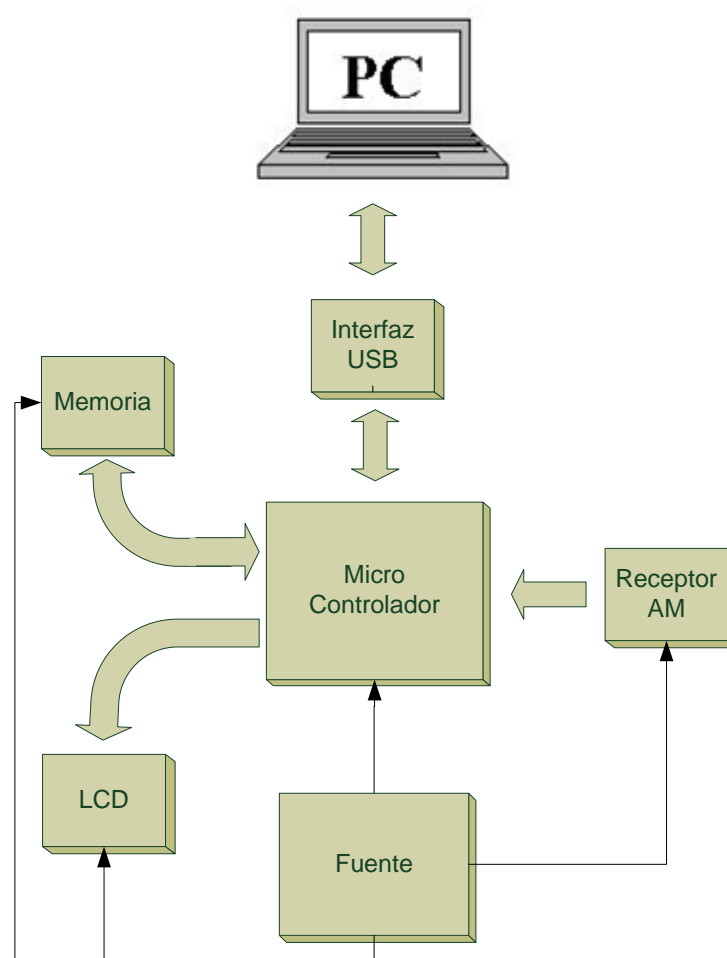 PC
Interfaz
USB
Memoria
Micro
Controlador
Receptor
AM
LCD
Fuente